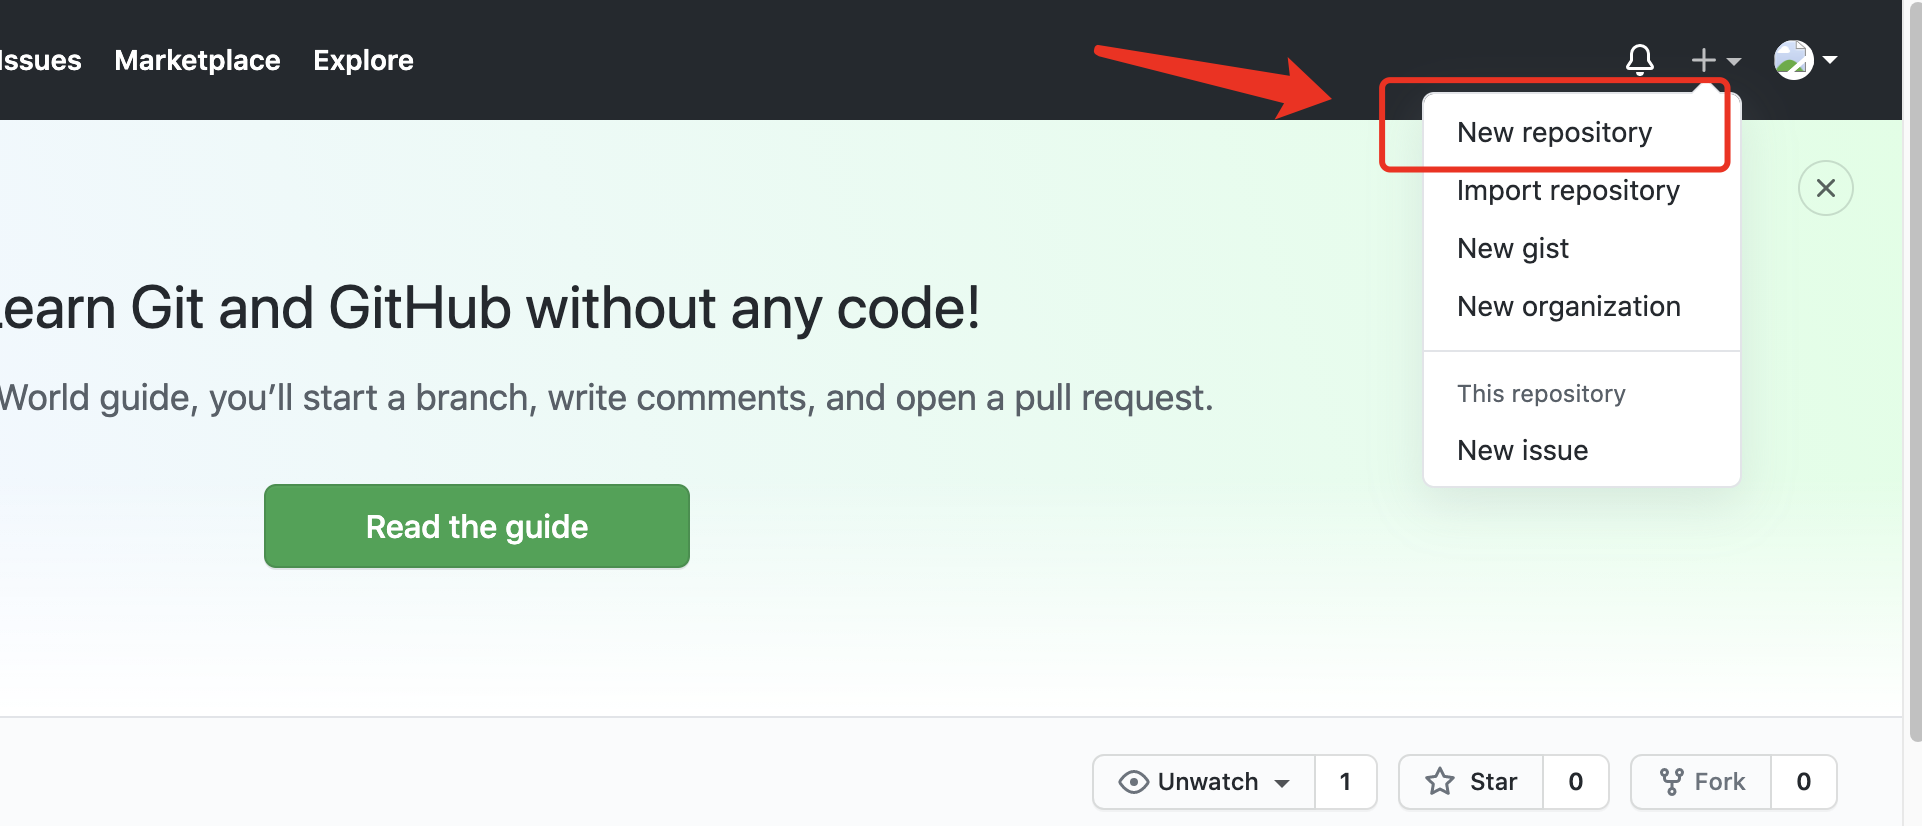 Issues Marketplace Explore
New repository
Import repository
New gist
New organization
This repository
New issue
earn Git and GitHub without any code!
World guide, you’ll start a branch, write comments, and open a pull request.
Read the guide
Unwatch 1 Star 0 Fork 0